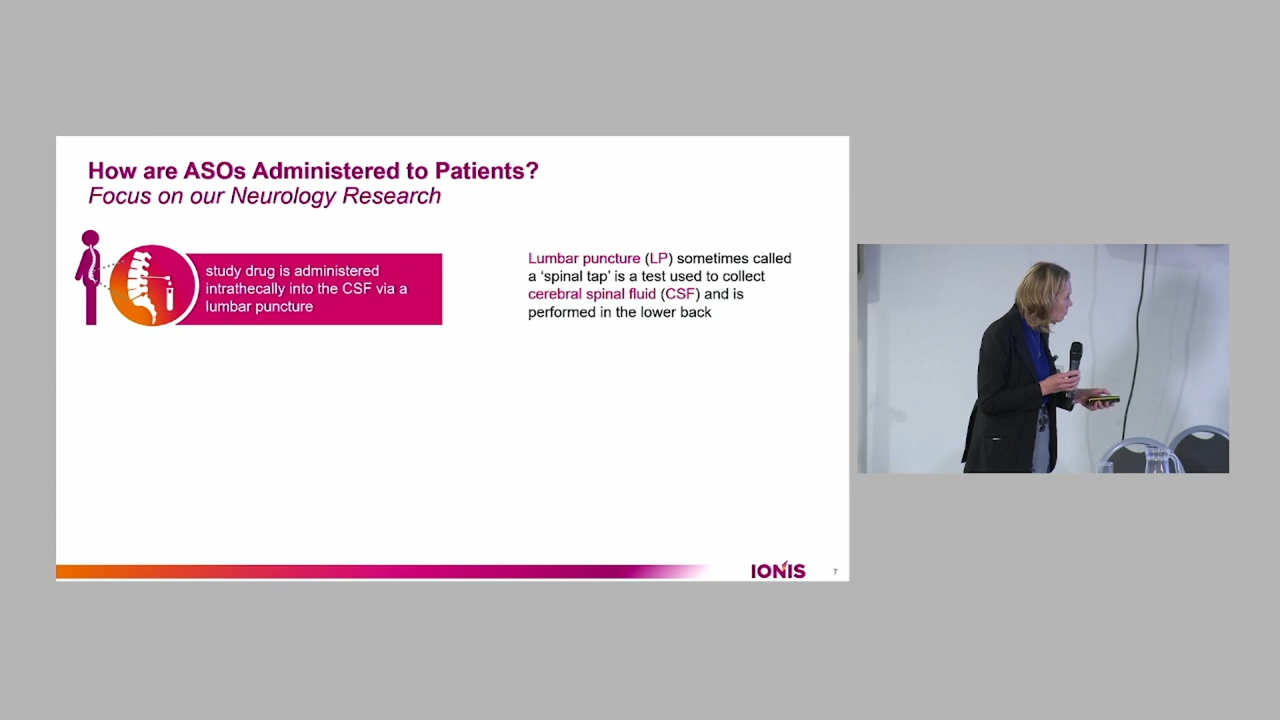 How are ASOs Administered to Patients?
Focus on our Neurology Research
study drug is administered
intrathecally into the CSF via a
lumbar puncture
Lumbar puncture (LP) sometimes called
a ‘spinal tap’ is a test used to collect
cerebral spinal fluid (CSF) and is
performed in the lower back
IONIS
7